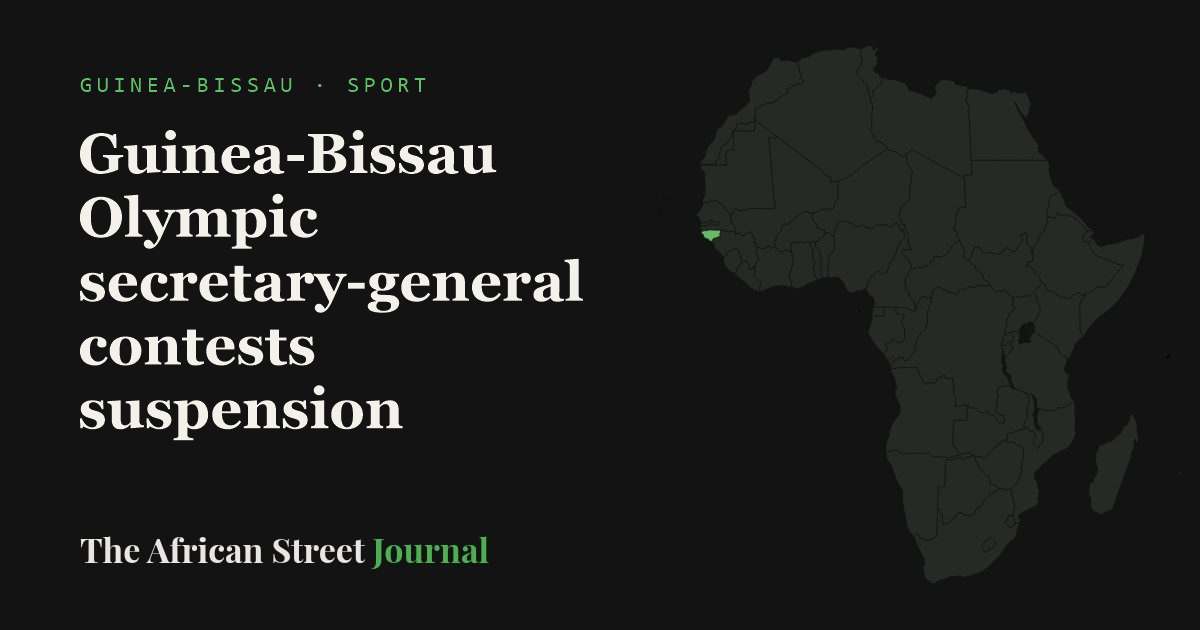 GUINEA-BISSAU · SPORT
Guinea-Bissau
Olympic
secretary-general
contests
suspension
The African Street Journal